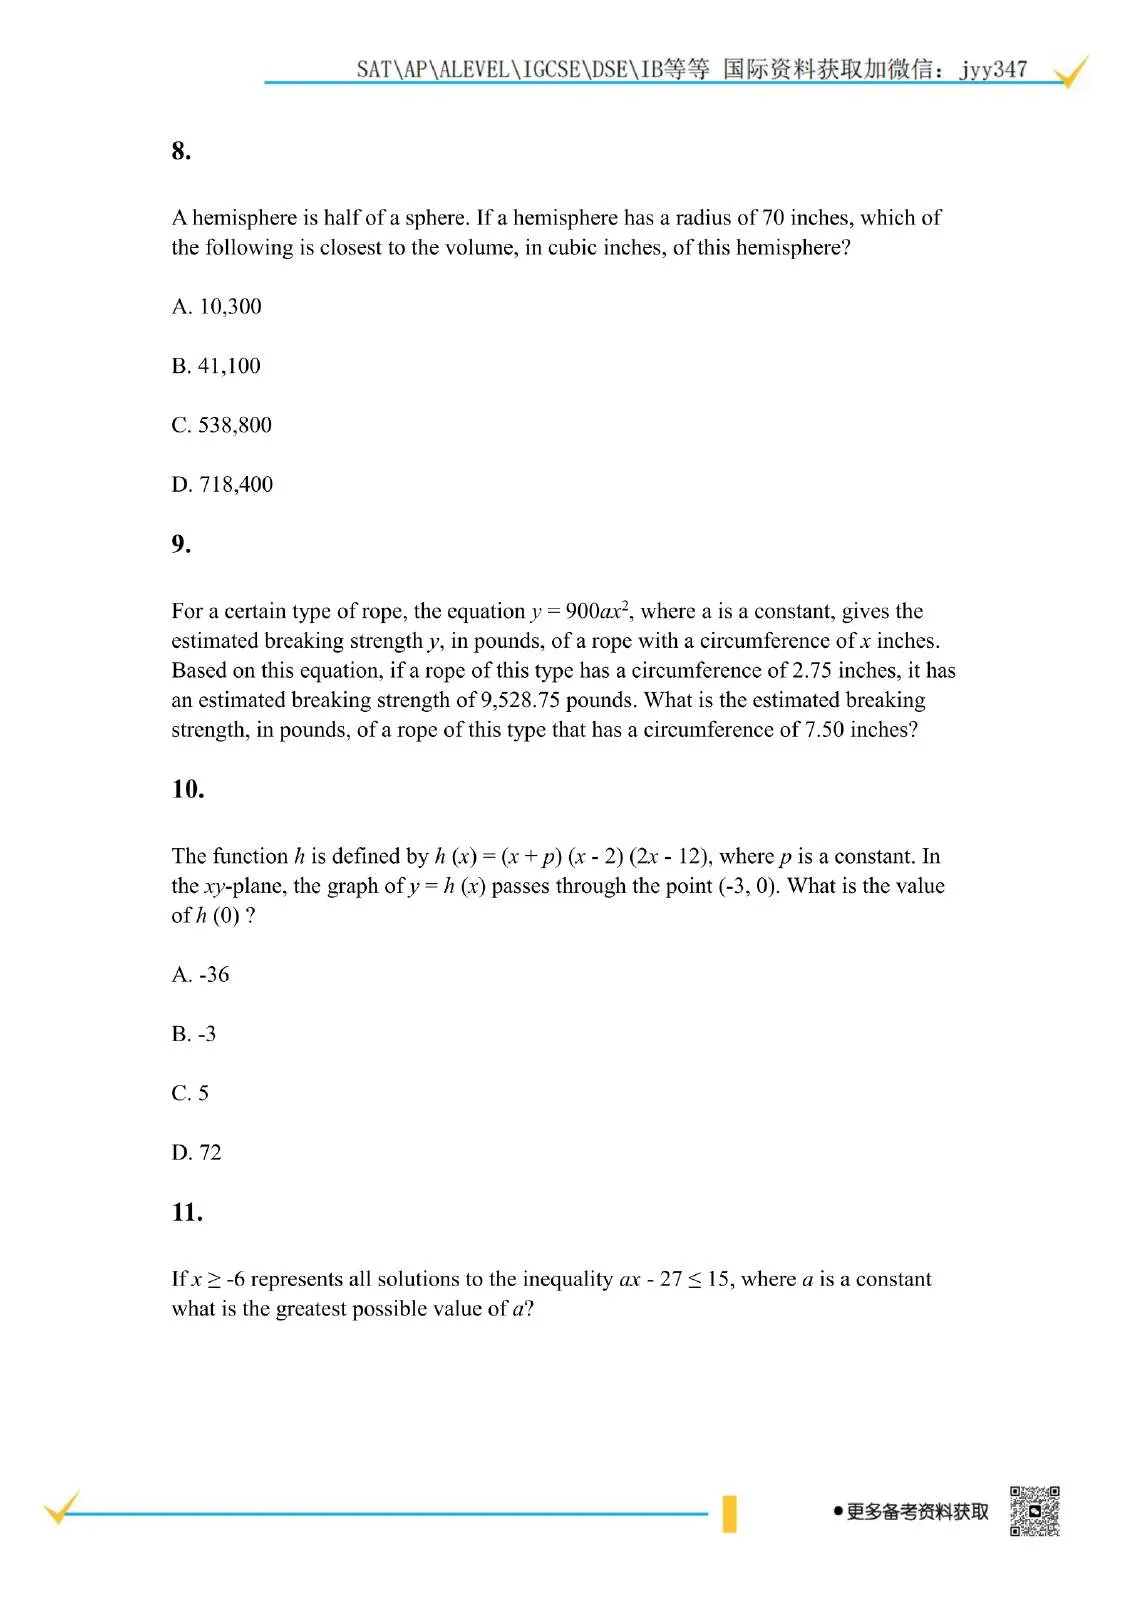 SAT\AP\ALEVEL\IGCSE\DSE\IB等等 国际资料获取加微信：jyy347
8.
A hemisphere is half of a sphere. If a hemisphere has a radius of 70 inches, which of
the following is closest to the volume, in cubic inches, of this hemisphere?
A. 10,300
B. 41,100
C. 538,800
D. 718,400
9.
For a certain type of rope, the equation y = 900ax², where a is a constant, gives the
estimated breaking strength y, in pounds, of a rope with a circumference of x inches.
Based on this equation, if a rope of this type has a circumference of 2.75 inches, it has
an estimated breaking strength of 9,528.75 pounds. What is the estimated breaking
strength, in pounds, of a rope of this type that has a circumference of 7.50 inches?
10.
The function h is defined by h (x) = (x + p) (x - 2) (2x - 12), where p is a constant. In
the xy-plane, the graph of y = h (x) passes through the point (-3, 0). What is the value
of h (0) ?
A. -36
B. -3
C. 5
D. 72
11.
If x ≥ -6 represents all solutions to the inequality ax - 27 ≤ 15, where a is a constant
what is the greatest possible value of a?
●更多备考资料获取